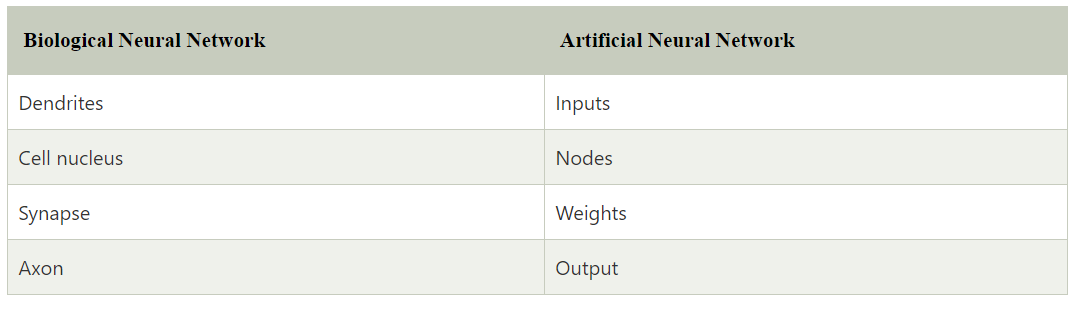 Biological Neural Network Artificial Neural Network
Dendrites Inputs
Cell nucleus Nodes
Synapse Weights
Axon Output